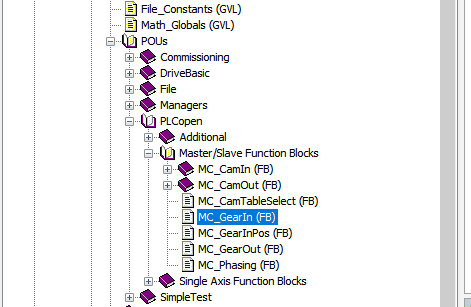 File_Constants (GVL)
Math_Globals (GVL)
POUs
Commissioning
DriveBasic
File
Managers
PLCopen
Additional
Master/Slave Function Blocks
MC_CamIn (FB)
MC_CamOut (FB)
MC_CamTableSelect (FB)
MC_GearIn (FB)
MC_GearInPos (FB)
MC_GearOut (FB)
MC_Phasing (FB)
Single Axis Function Blocks
SimpleTest